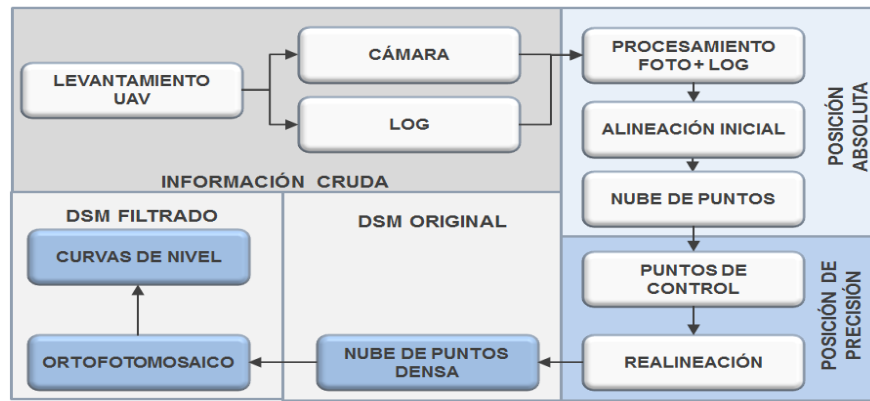 LEVANTAMIENTO
UAV
CÁMARA
LOG
INFORMACIÓN CRUDA
PROCESAMIENTO
FOTO + LOG
ALINEACIÓN INICIAL
NUBE DE PUNTOS
POSICIÓN
ABSOLUTA
PUNTOS DE
CONTROL
REALINEACIÓN
POSICIÓN DE
PRECISIÓN
DSM ORIGINAL
NUBE DE PUNTOS
DENSA
DSM FILTRADO
CURVAS DE NIVEL
ORTOFOTOMOSAICO